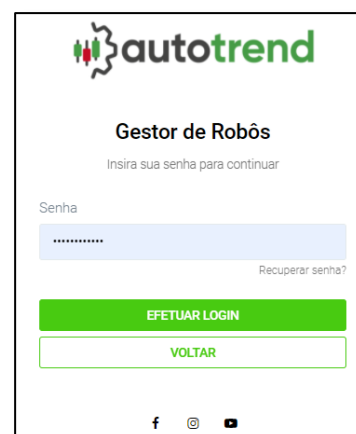 autotrend
Gestor de Robôs
Insira sua senha para continuar
Senha
••••••••••••
Recuperar senha?
EFETUAR LOGIN
VOLTAR